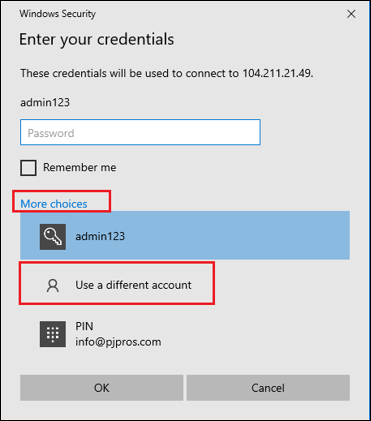 Windows Security
Enter your credentials
These credentials will be used to connect to 104.211.21.49.
admin123
Password
Remember me
More choices
admin123
Use a different account
PIN
info@pjpros.com
OK
Cancel